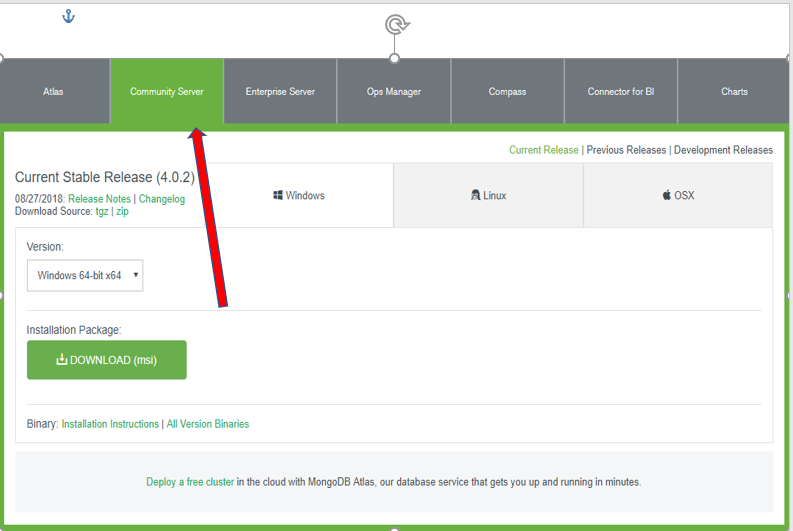 Atlas Community Server Enterprise Server Ops Manager Compass Connector for BI Charts
Current Release | Previous Releases | Development Releases
Current Stable Release (4.0.2)
08/27/2018: Release Notes | Changelog
Download Source: tgz | zip
Windows Linux OSX
Version:
Windows 64-bit x64
Installation Package:
DOWNLOAD (msi)
Binary: Installation Instructions | All Version Binaries
Deploy a free cluster in the cloud with MongoDB Atlas, our database service that gets you up and running in minutes.